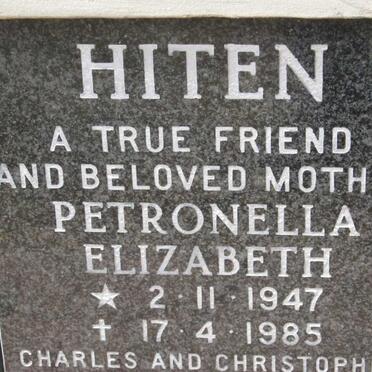 HITEN
A TRUE FRIEND
AND BELOVED MOTH
PETRONELLA
ELIZABETH
★ 2·11·1947
✝ 17·4·1985
CHARLES AND CHRISTOPH